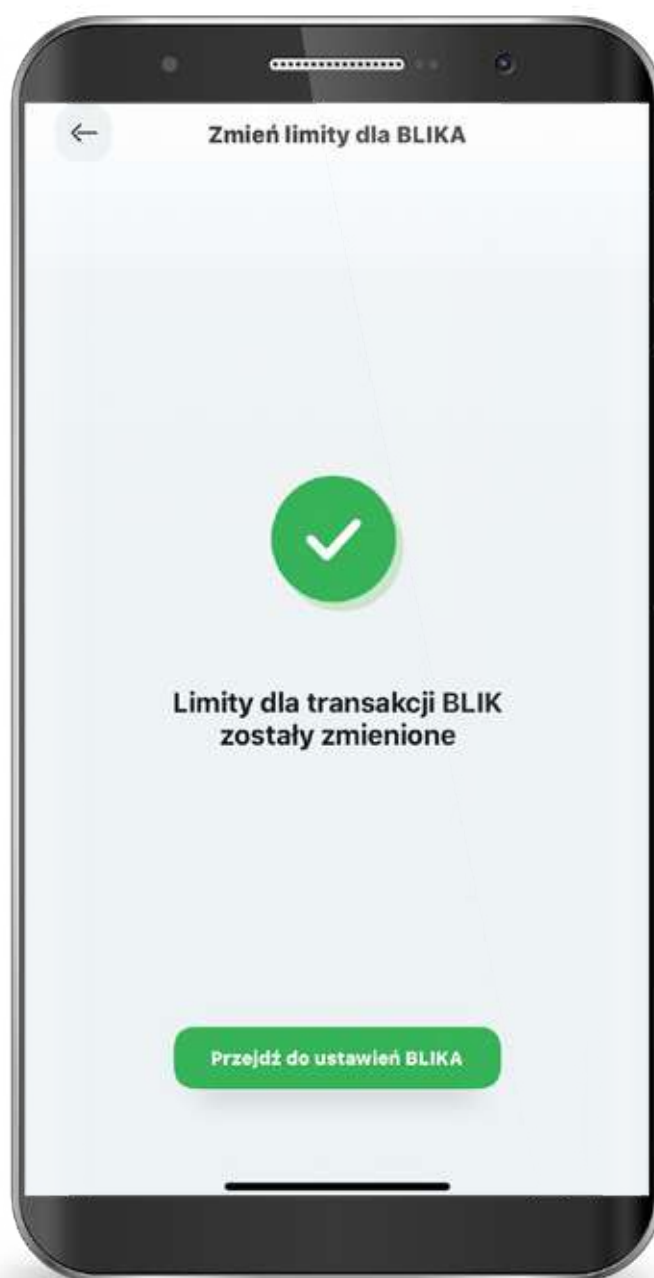 Zmień limity dla BLIKA
Limity dla transakcji BLIK
zostały zmienione
Przejdź do ustawień BLIKA